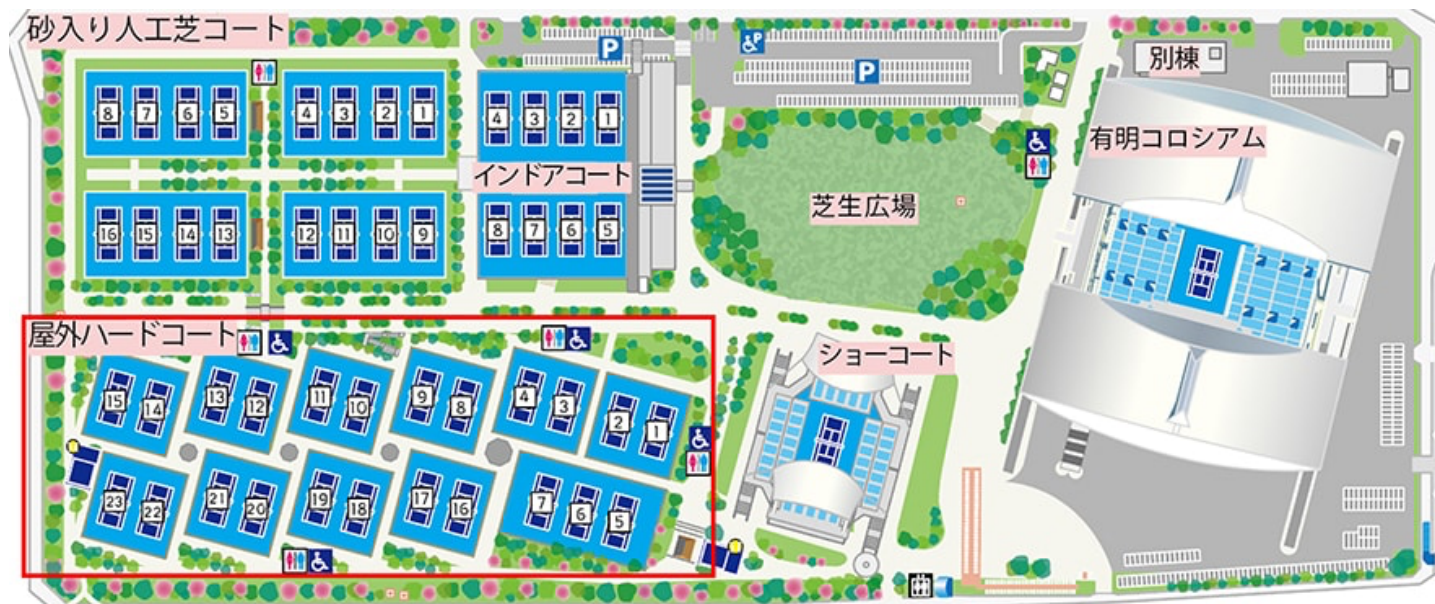 砂入り人工芝コート
P
P
P
別棟
8 7 6 5
4 3 2 1
4 3 2 1
有明コロシアム
インドアコート
芝生広場
16 15 14 13
12 11 10 9
8 7 6 5
屋外ハードコート
ショーコート
15 14
13 12
11 10
9 8
4 3
2 1
23 22
21 20
19 18
17 16
7 6 5